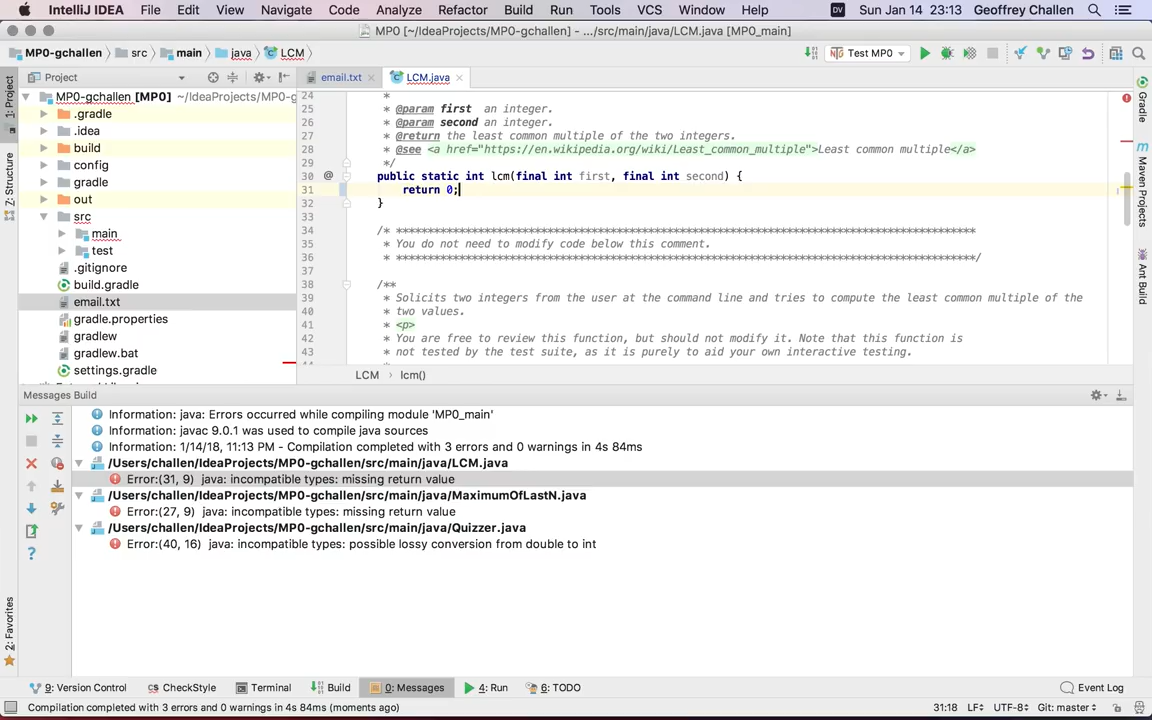 IntelliJ IDEA File Edit View Navigate Code Analyze Refactor Build Run Tools VCS Window Help DV Sun Jan 14 23:13 Geoffrey Challen
MP0 [~/IdeaProjects/MP0-gchallen] - .../src/main/java/LCM.java [MP0_main]
MP0-gchallen src main java LCM Test MP0
Project
email.txt LCM.java
1: Project
7: Structure
2: Favorites
Gradle
Maven Projects
Ant Build
MP0-gchallen [MP0] ~/IdeaProjects/MP0-g
.gradle
.idea
build
config
gradle
out
src
main
test
.gitignore
build.gradle
email.txt
gradle.properties
gradlew
gradlew.bat
settings.gradle
24 *
25 * @param first an integer.
26 * @param second an integer.
27 * @return the least common multiple of the two integers.
28 * @see <a href="https://en.wikipedia.org/wiki/Least_common_multiple">Least common multiple</a>
29 */
30 @ public static int lcm(final int first, final int second) {
31 return 0;
32 }
33
34 /* *******************************************************************************
35 * You do not need to modify code below this comment.
36 * *******************************************************************************/
37
38 /**
39 * Solicits two integers from the user at the command line and tries to compute the least common multiple of the
40 * two values.
41 * <p>
42 * You are free to review this function, but should not modify it. Note that this function is
43 * not tested by the test suite, as it is purely to aid your own interactive testing.
LCM › lcm()
Messages Build
Information: java: Errors occurred while compiling module 'MP0_main'
Information: javac 9.0.1 was used to compile java sources
Information: 1/14/18, 11:13 PM - Compilation completed with 3 errors and 0 warnings in 4s 84ms
/Users/challen/IdeaProjects/MP0-gchallen/src/main/java/LCM.java
Error:(31, 9) java: incompatible types: missing return value
/Users/challen/IdeaProjects/MP0-gchallen/src/main/java/MaximumOfLastN.java
Error:(27, 9) java: incompatible types: missing return value
/Users/challen/IdeaProjects/MP0-gchallen/src/main/java/Quizzer.java
Error:(40, 16) java: incompatible types: possible lossy conversion from double to int
9: Version Control CheckStyle Terminal Build 0: Messages 4: Run 6: TODO Event Log
Compilation completed with 3 errors and 0 warnings in 4s 84ms (moments ago) 31:18 LF UTF-8 Git: master